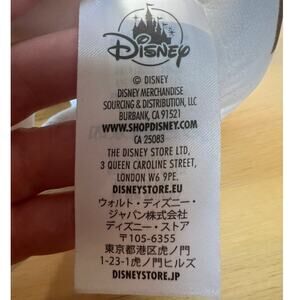 Disney
© DISNEY
DISNEY MERCHANDISE
SOURCING & DISTRIBUTION, LLC
BURBANK, CA 91521
WWW.SHOPDISNEY.COM
CA 25083
THE DISNEY STORE LTD,
3 QUEEN CAROLINE STREET,
LONDON W6 9PE.
DISNEYSTORE.EU
ウォルト・ディズニー・
ジャパン株式会社
ディズニー・ストア
〒105-6355
東京都港区虎ノ門
1-23-1虎ノ門ヒルズ
DISNEYSTORE.JP